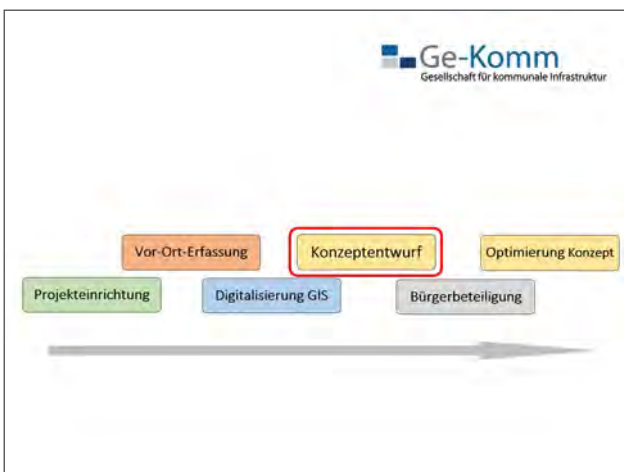 Ge-Komm
Gesellschaft für kommunale Infrastruktur
Vor-Ort-Erfassung
Konzeptentwurf
Optimierung Konzept
Projekteinrichtung
Digitalisierung GIS
Bürgerbeteiligung